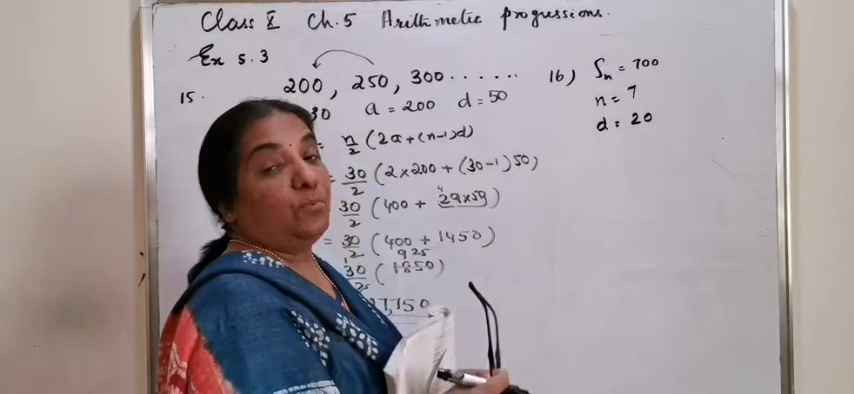 Class X Ch.5 Arithmetic progressions.
Ex 5.3
15. 200, 250, 300......
30 a = 200 d = 50
= n/2 (2a+(n-1)d)
= 30/2 (2×200 + (30-1)50)
30/2 (400 + 29×50)
= 30/2 (400 + 1450)
925
30/2 (1850)
27,750
16) Sn = 700
n = 7
d = 20